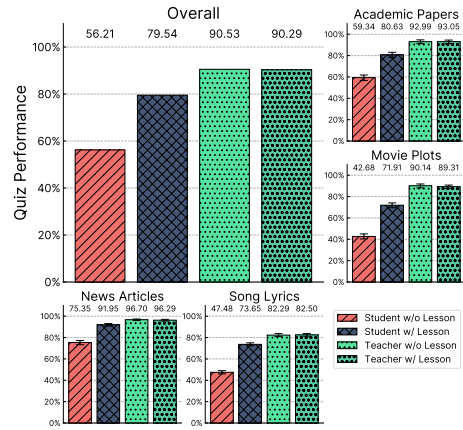 Overall
56.21 79.54 90.53 90.29
100%
80%
60%
40%
20%
0%
Quiz Performance
Academic Papers
59.34 80.63 92.99 93.05
100%
80%
60%
40%
20%
0%
Movie Plots
42.68 71.91 90.14 89.31
100%
80%
60%
40%
20%
0%
News Articles
75.35 91.95 96.70 96.29
100%
80%
60%
40%
20%
0%
Song Lyrics
47.48 73.65 82.29 82.50
100%
80%
60%
40%
20%
0%
Student w/o Lesson
Student w/ Lesson
Teacher w/o Lesson
Teacher w/ Lesson